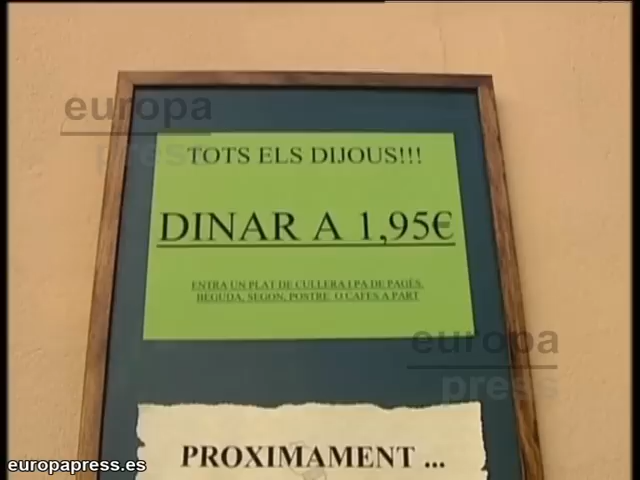 europa
press
TOTS ELS DIJOUS!!!
DINAR A 1,95€
ENTRA UN PLAT DE CULLERA I PA DE PAGÈS,
BEGUDA, SEGON, POSTRE O CAFÈS A PART
europa
press
PROXIMAMENT ...
europapress.es